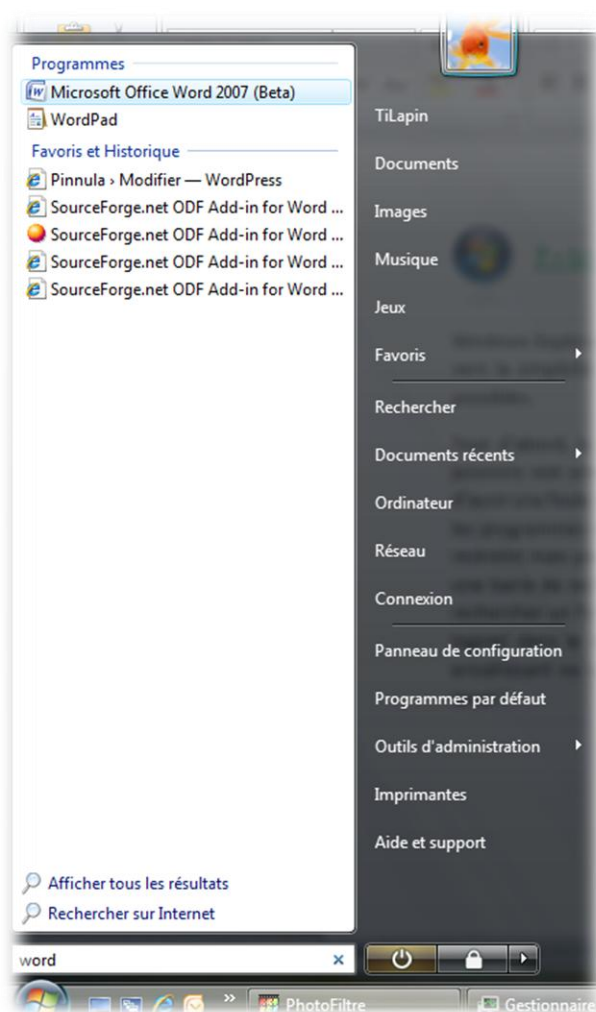 Programmes
Microsoft Office Word 2007 (Beta)
WordPad
Favoris et Historique
Pinnula › Modifier — WordPress
SourceForge.net ODF Add-in for Word ...
SourceForge.net ODF Add-in for Word ...
SourceForge.net ODF Add-in for Word ...
SourceForge.net ODF Add-in for Word ...
Afficher tous les résultats
Rechercher sur Internet
word
TiLapin
Documents
Images
Musique
Jeux
Favoris
Rechercher
Documents récents
Ordinateur
Réseau
Connexion
Panneau de configuration
Programmes par défaut
Outils d'administration
Imprimantes
Aide et support
PhotoFiltre
Gestionnaire